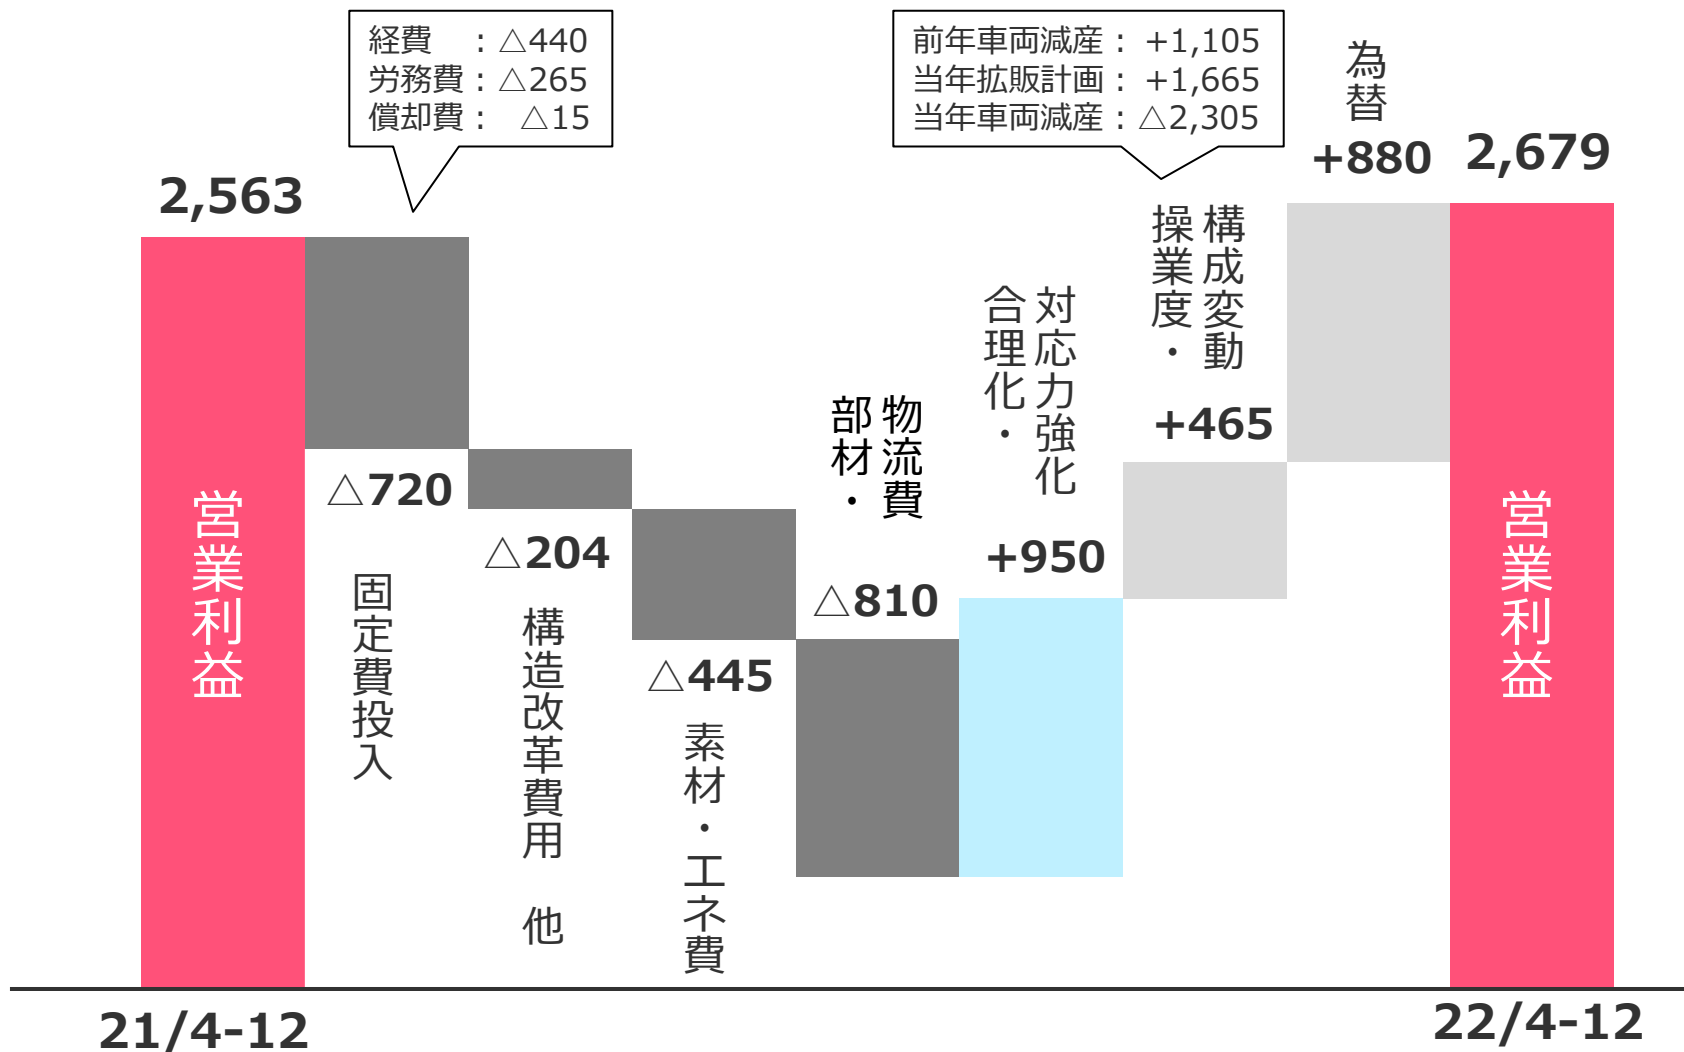 経費　：△440
労務費：△265
償却費：　△15
前年車両減産：+1,105
当年拡販計画：+1,665
当年車両減産：△2,305
2,563
営業利益
21/4-12
△720
固定費投入
△204
構造改革費用　他
△445
素材・エネ費
部材・
物流費
△810
合理化・
対応力強化
+950
操業度・
構成変動
+465
為替
+880
2,679
営業利益
22/4-12